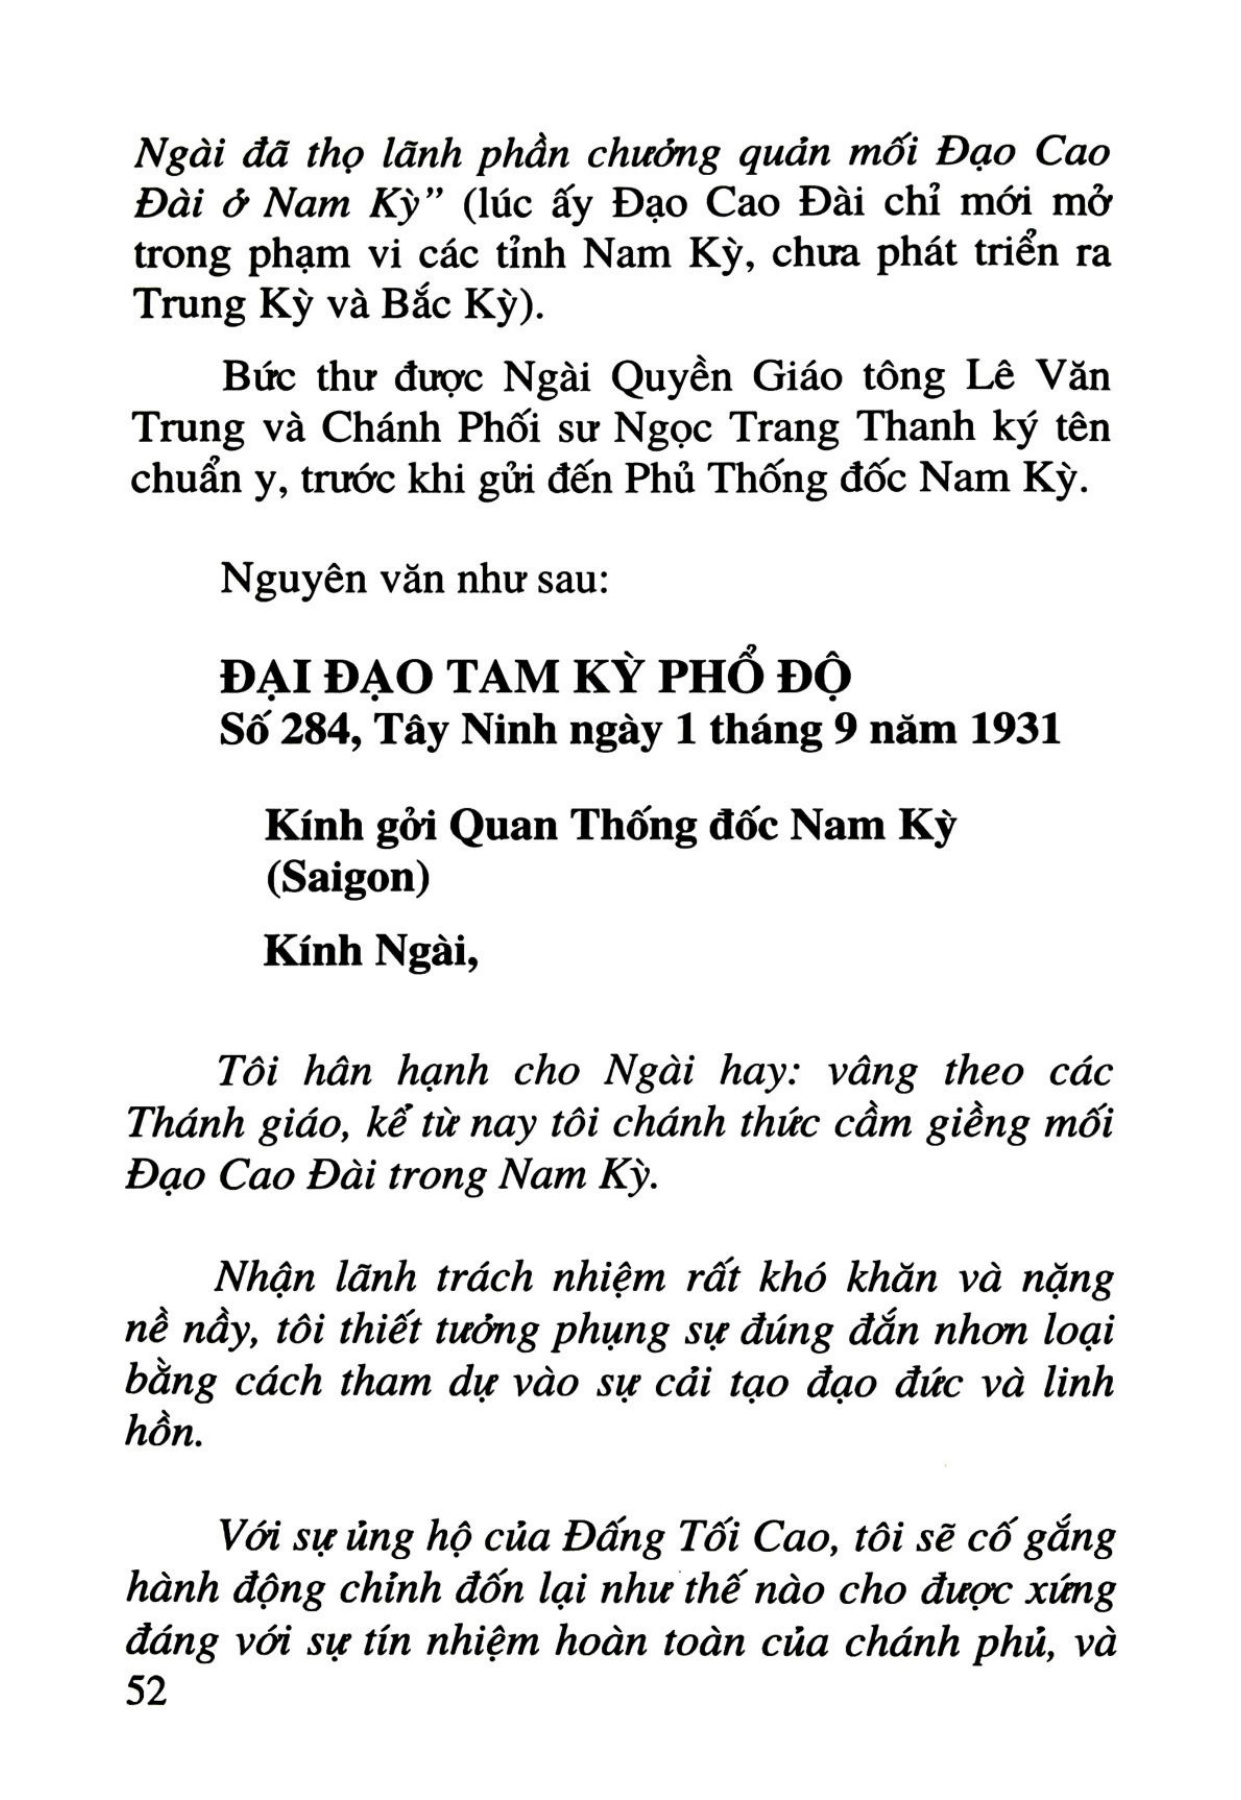 Ngài đã thọ lãnh phần chưởng quản mối Đạo Cao
Đài ở Nam Kỳ” (lúc ấy Đạo Cao Đài chỉ mới mở
trong phạm vi các tỉnh Nam Kỳ, chưa phát triển ra
Trung Kỳ và Bắc Kỳ).
Bức thư được Ngài Quyền Giáo tông Lê Văn
Trung và Chánh Phối sư Ngọc Trang Thanh ký tên
chuẩn y, trước khi gửi đến Phủ Thống đốc Nam Kỳ.
Nguyên văn như sau:
ĐẠI ĐẠO TAM KỲ PHỔ ĐỘ
Số 284, Tây Ninh ngày 1 tháng 9 năm 1931
Kính gởi Quan Thống đốc Nam Kỳ
(Saigon)
Kính Ngài,
Tôi hân hạnh cho Ngài hay: vâng theo các
Thánh giáo, kể từ nay tôi chánh thức cầm giềng mối
Đạo Cao Đài trong Nam Kỳ.
Nhận lãnh trách nhiệm rất khó khăn và nặng
nề nầy, tôi thiết tưởng phụng sự đúng đắn nhơn loại
bằng cách tham dự vào sự cải tạo đạo đức và linh
hồn.
Với sự ủng hộ của Đấng Tối Cao, tôi sẽ cố gắng
hành động chỉnh đốn lại như thế nào cho được xứng
đáng với sự tín nhiệm hoàn toàn của chánh phủ, và
52